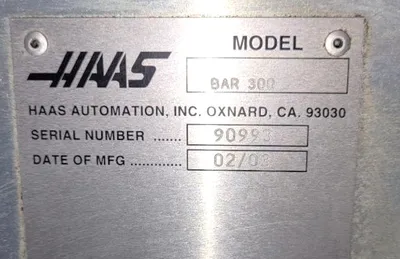 MODEL
HAAS BAR 300
HAAS AUTOMATION, INC. OXNARD, CA. 93030
SERIAL NUMBER ............
DATE OF MFG .............